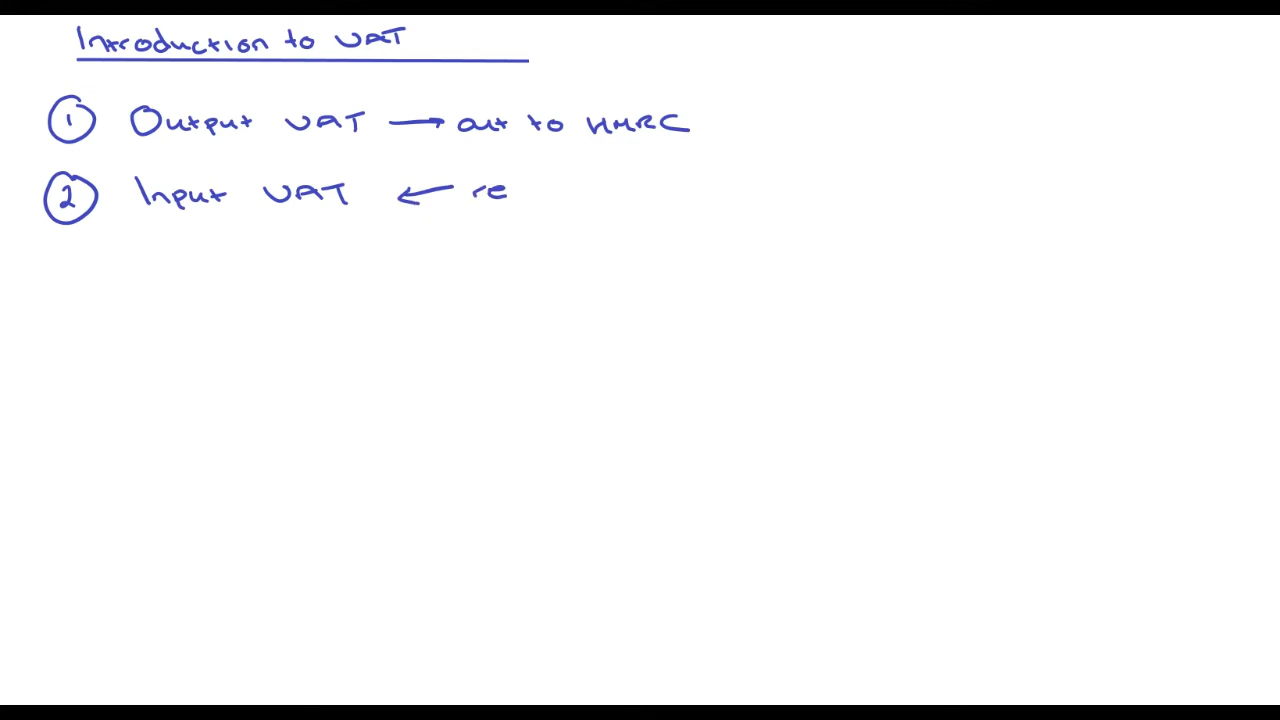 Introduction to VAT
1 Output VAT → out to HMRC
2 Input VAT ← re